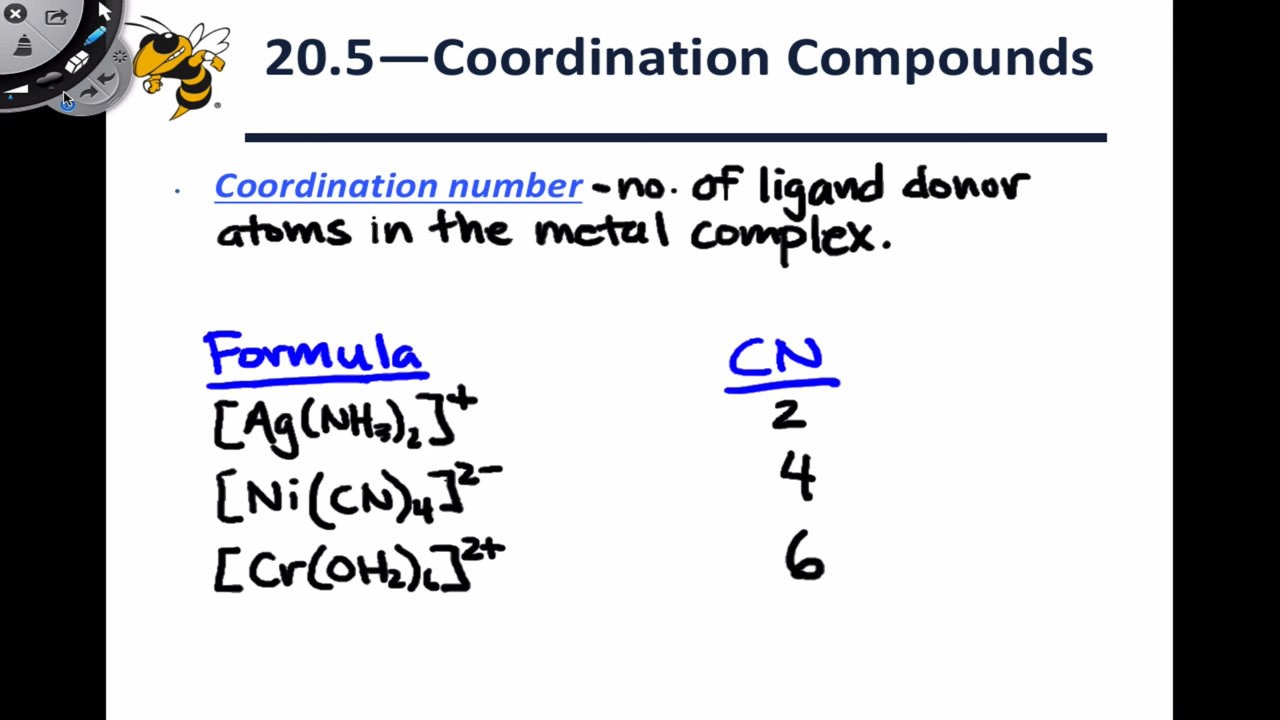 20.5—Coordination Compounds
· Coordination number - no. of ligand donor
atoms in the metal complex.
Formula CN
[Ag(NH₃)₂]⁺ 2
[Ni(CN)₄]²⁻ 4
[Cr(OH₂)₆]²⁺ 6
®